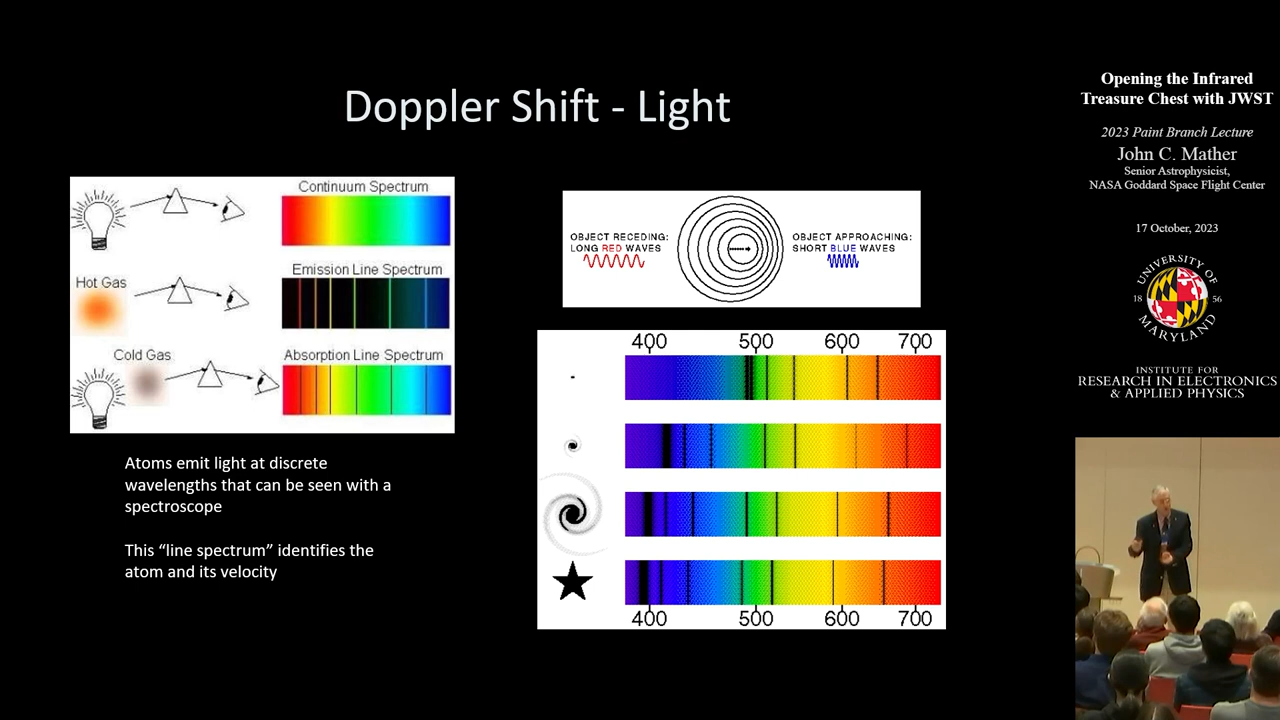 Doppler Shift - Light
Continuum Spectrum
Emission Line Spectrum
Hot Gas
Cold Gas
Absorption Line Spectrum
Atoms emit light at discrete
wavelengths that can be seen with a
spectroscope
This “line spectrum” identifies the
atom and its velocity
OBJECT RECEDING:
LONG RED WAVES
OBJECT APPROACHING:
SHORT BLUE WAVES
400 500 600 700
400 500 600 700
Opening the Infrared
Treasure Chest with JWST
2023 Paint Branch Lecture
John C. Mather
Senior Astrophysicist,
NASA Goddard Space Flight Center
17 October, 2023
UNIVERSITY OF
18 56
MARYLAND
INSTITUTE FOR
RESEARCH IN ELECTRONICS
& APPLIED PHYSICS